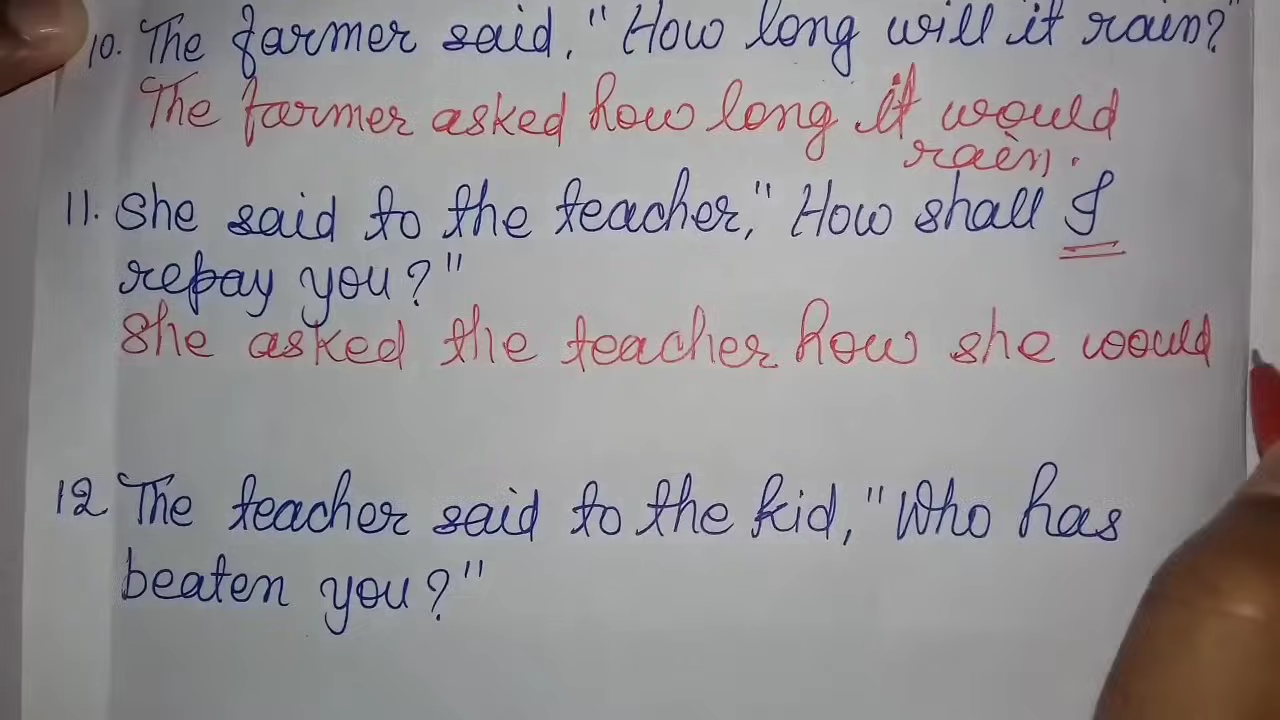 10. The farmer said, "How long will it rain?"
The farmer asked how long it would
rain.
11. She said to the teacher, "How shall I
repay you?"
She asked the teacher how she would
12 The teacher said to the kid, "Who has
beaten you?"